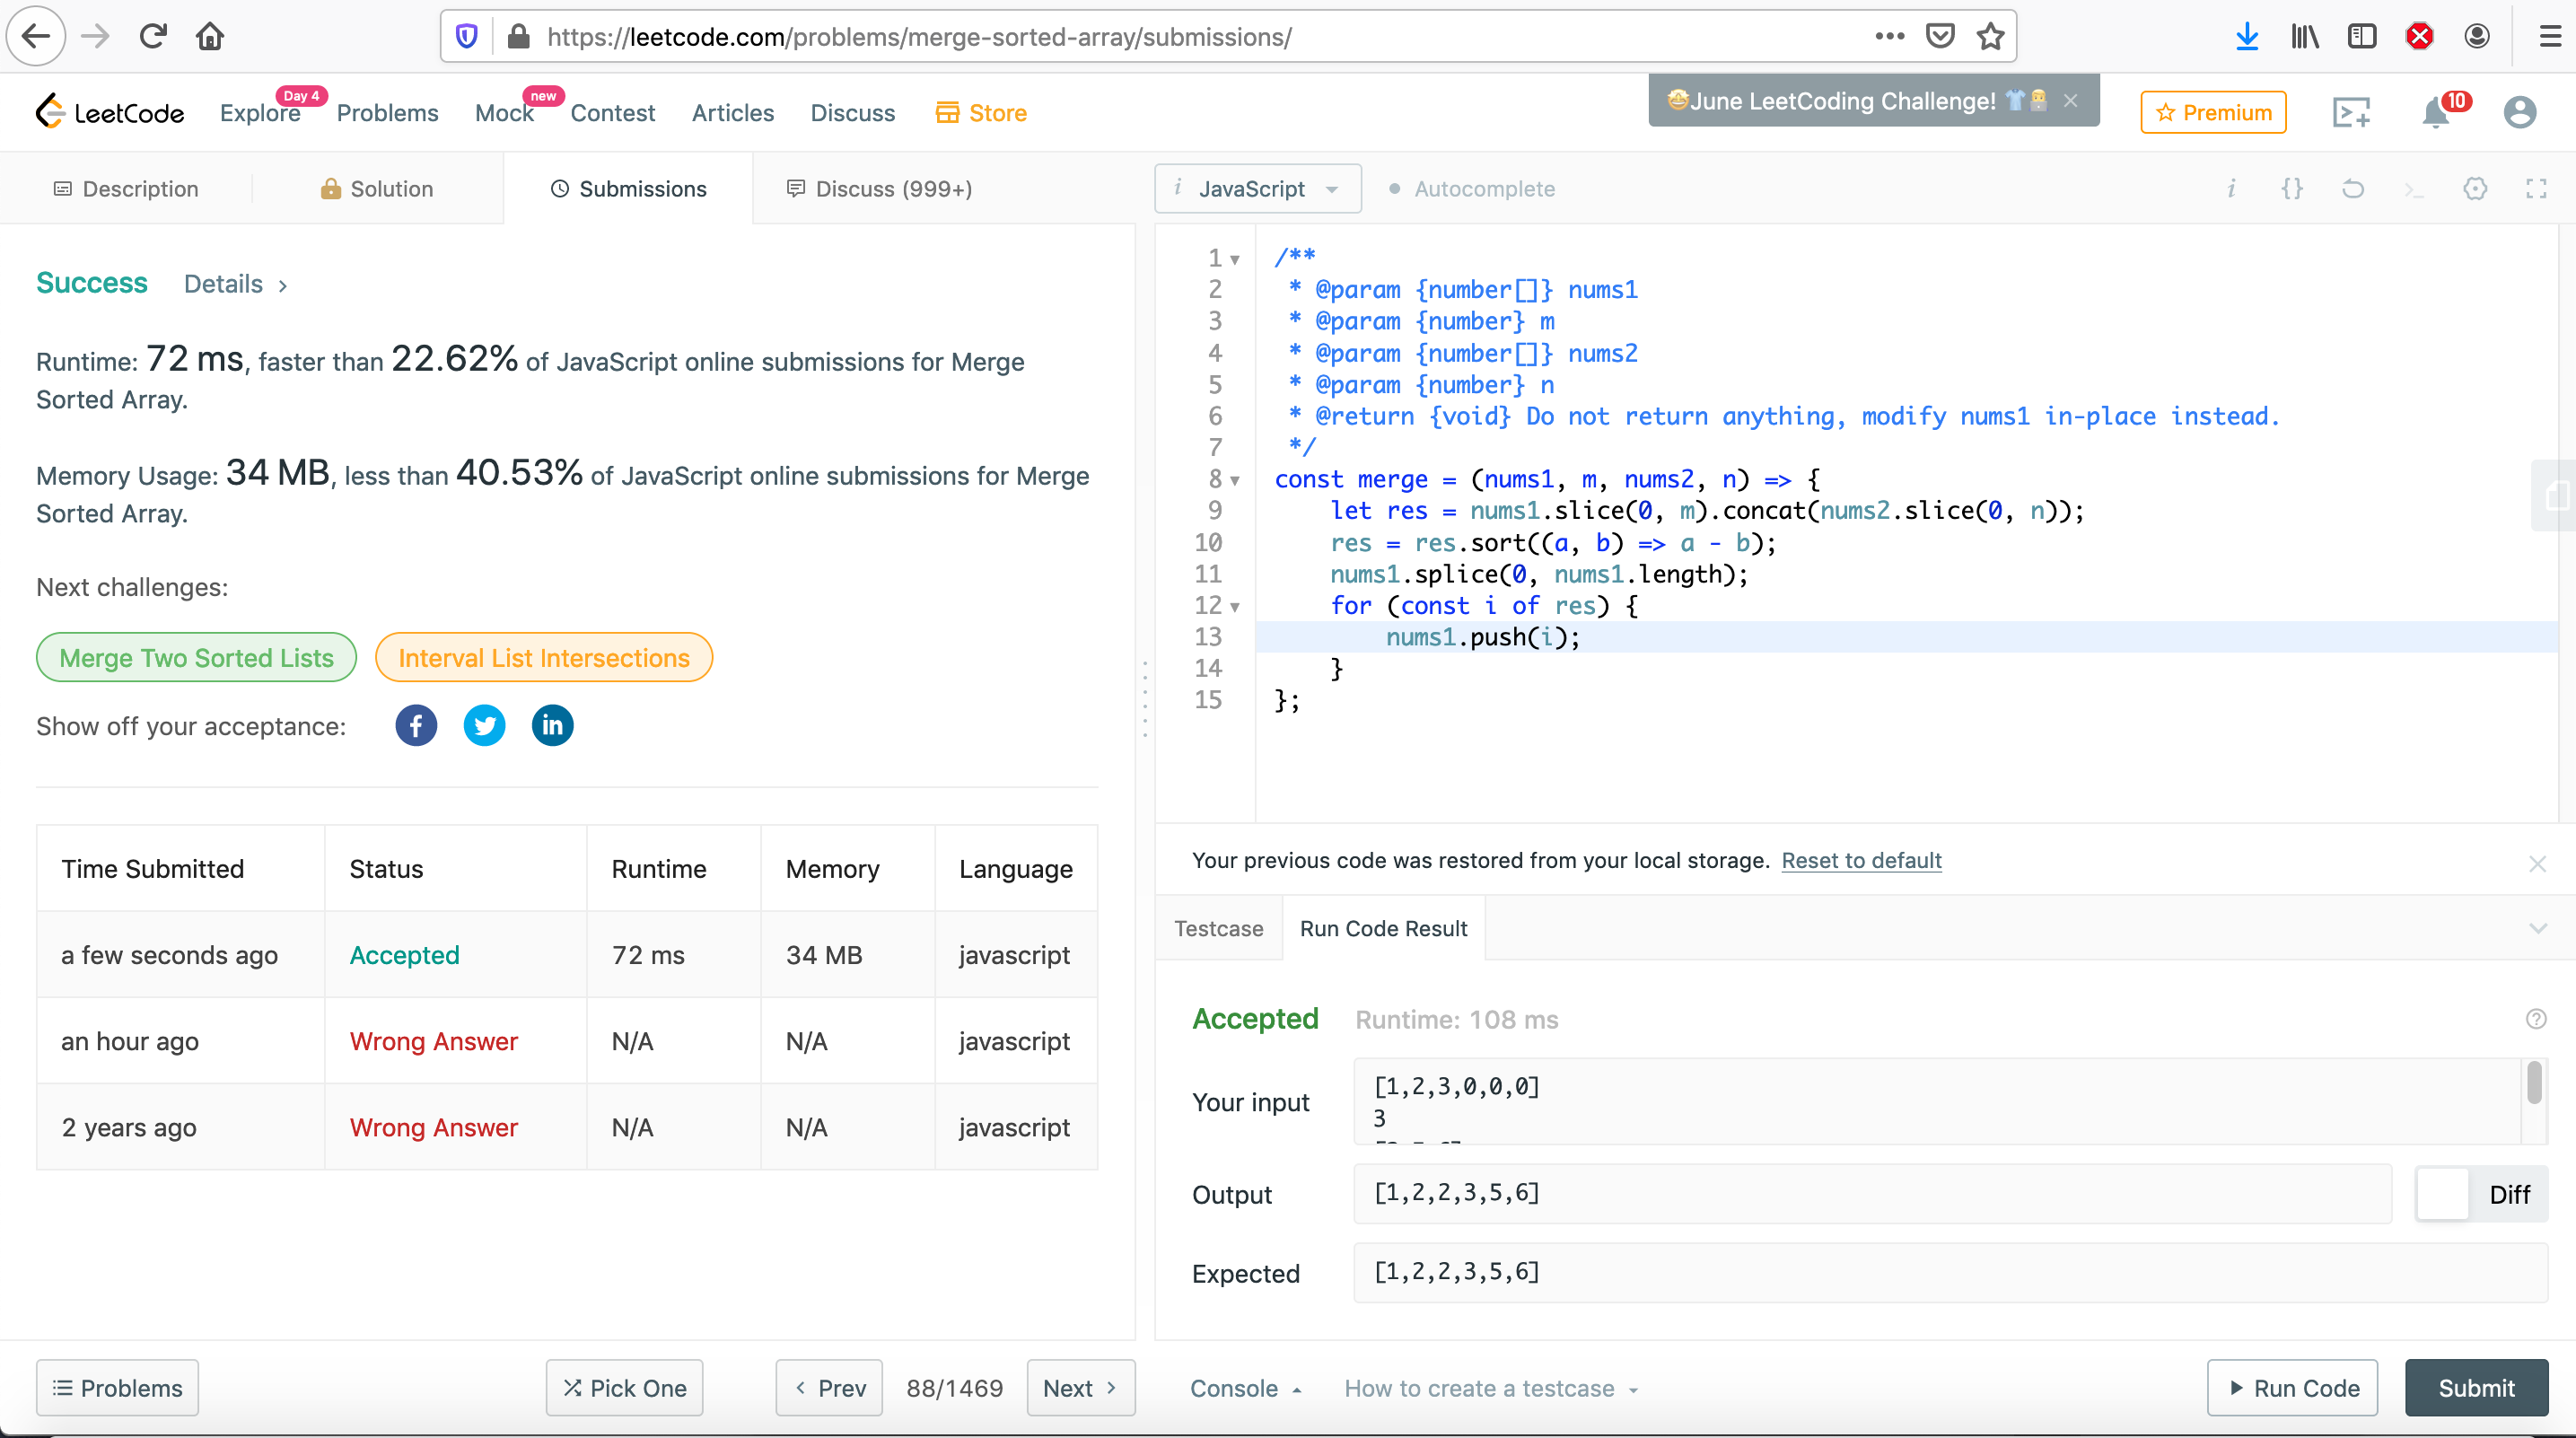 https://leetcode.com/problems/merge-sorted-array/submissions/
LeetCode
Explore
Day 4
Problems
Mock
new
Contest
Articles
Discuss
Store
🤩June LeetCoding Challenge! 👕
Premium
10
Description
Solution
Submissions
Discuss (999+)
i JavaScript
Autocomplete
Success
Details
Runtime: 72 ms, faster than 22.62% of JavaScript online submissions for Merge
Sorted Array.
Memory Usage: 34 MB, less than 40.53% of JavaScript online submissions for Merge
Sorted Array.
Next challenges:
Merge Two Sorted Lists
Interval List Intersections
Show off your acceptance:
Time Submitted Status Runtime Memory Language
a few seconds ago Accepted 72 ms 34 MB javascript
an hour ago Wrong Answer N/A N/A javascript
2 years ago Wrong Answer N/A N/A javascript
Problems
Pick One
Prev
88/1469
Next
1 /**
2 * @param {number[]} nums1
3 * @param {number} m
4 * @param {number[]} nums2
5 * @param {number} n
6 * @return {void} Do not return anything, modify nums1 in-place instead.
7 */
8 const merge = (nums1, m, nums2, n) => {
9 let res = nums1.slice(0, m).concat(nums2.slice(0, n));
10 res = res.sort((a, b) => a - b);
11 nums1.splice(0, nums1.length);
12 for (const i of res) {
13 nums1.push(i);
14 }
15 };
Your previous code was restored from your local storage. Reset to default
Testcase
Run Code Result
Accepted
Runtime: 108 ms
Your input
[1,2,3,0,0,0]
3
Output
[1,2,2,3,5,6]
Diff
Expected
[1,2,2,3,5,6]
Console
How to create a testcase
Run Code
Submit